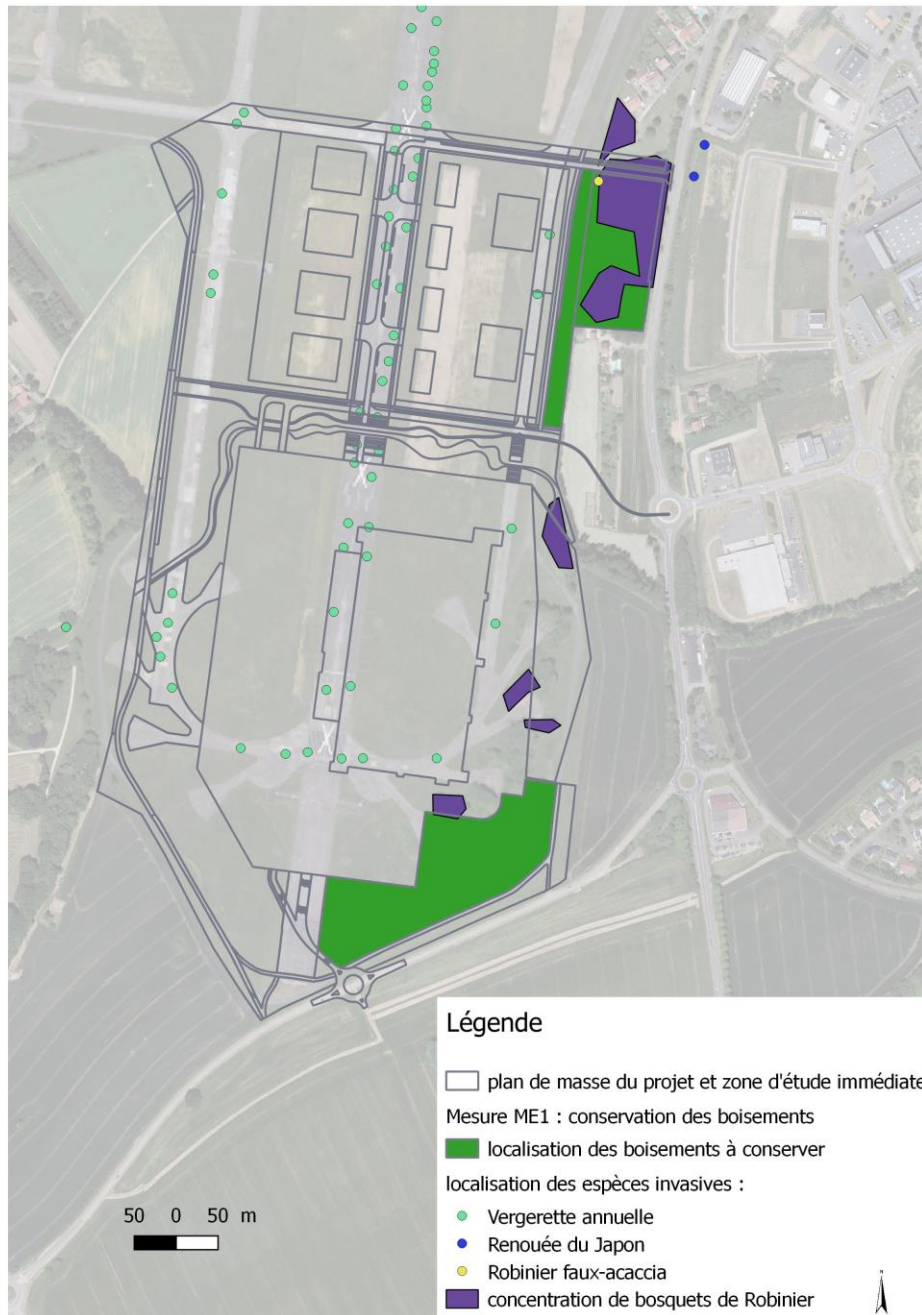 Légende
plan de masse du projet et zone d'étude immédiate
Mesure ME1 : conservation des boisements
localisation des boisements à conserver
localisation des espèces invasives :
Vergerette annuelle
Renouée du Japon
Robinier faux-acaccia
concentration de bosquets de Robinier
50 0 50 m